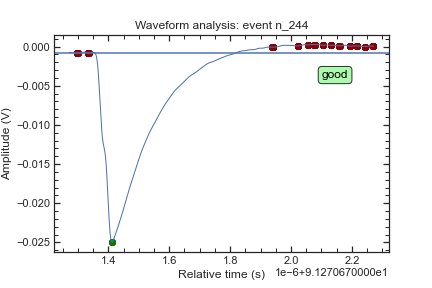 Waveform analysis: event n_244
Amplitude (V)
0.000
−0.005
−0.010
−0.015
−0.020
−0.025
good
1.4 1.6 1.8 2.0 2.2
Relative time (s)
1e-6+9.1270670000e1